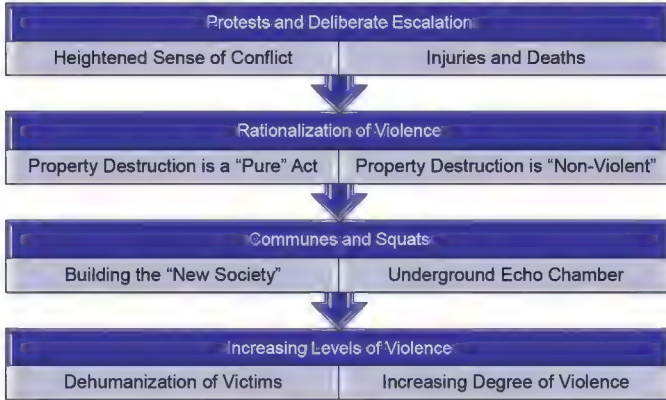 Protests and Deliberate Escalation
Heightened Sense of Conflict Injuries and Deaths
Rationalization of Violence
Property Destruction is a "Pure" Act Property Destruction is "Non-Violent"
Communes and Squats
Building the "New Society" Underground Echo Chamber
Increasing Levels of Violence
Dehumanization of Victims Increasing Degree of Violence